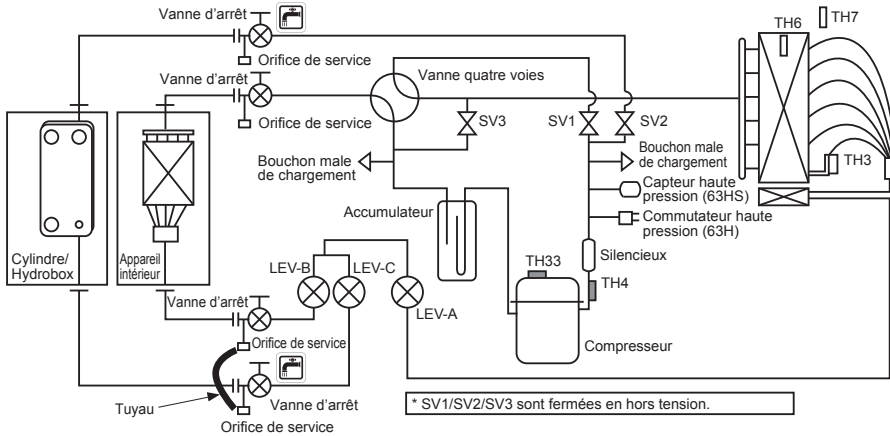 Vanne d'arrêt
Orifice de service
Vanne d'arrêt
Orifice de service
Vanne quatre voies
TH6
TH7
SV3
SV1
SV2
TH3
Bouchon male
de chargement
Bouchon male
de chargement
Capteur haute
pression (63HS)
Commutateur haute
pression (63H)
Accumulateur
Silencieux
Cylindre/
Hydrobox
Appareil
intérieur
LEV-B
LEV-C
LEV-A
TH33
TH4
Compresseur
Vanne d'arrêt
Orifice de service
Tuyau
Vanne d'arrêt
Orifice de service
* SV1/SV2/SV3 sont fermées en hors tension.